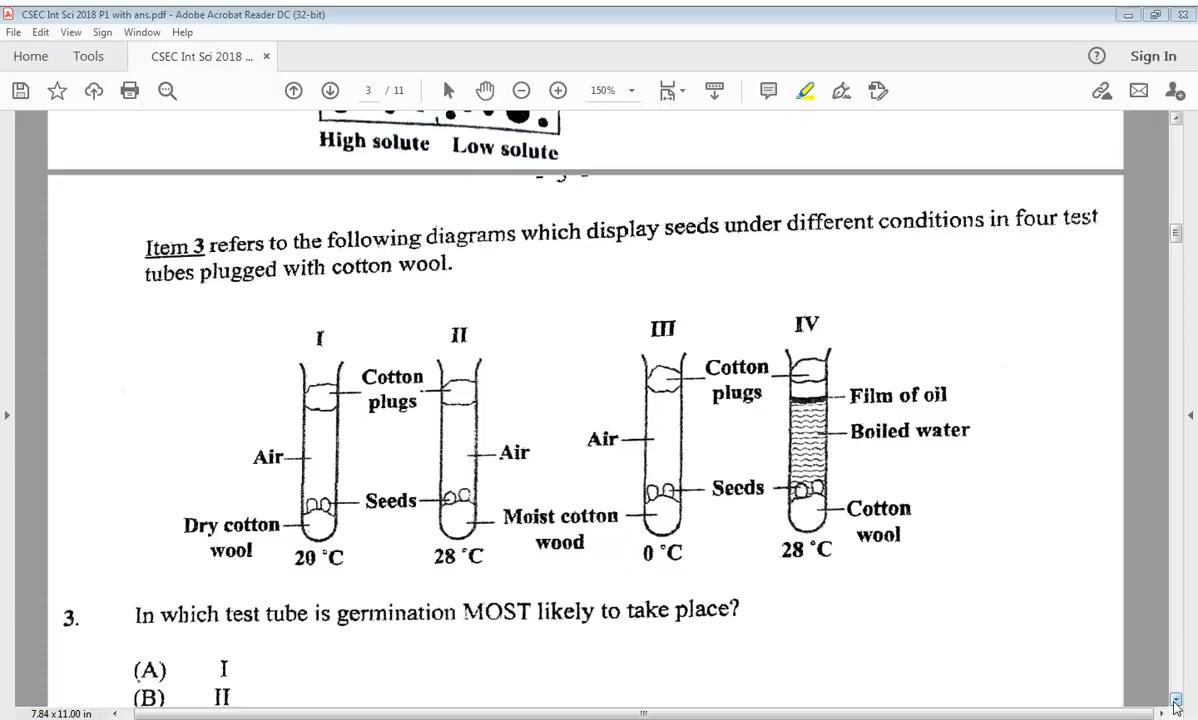 CSEC Int Sci 2018 P1 with ans.pdf - Adobe Acrobat Reader DC (32-bit)
File Edit View Sign Window Help
Home Tools CSEC Int Sci 2018 ... × Sign In
3 / 11 150%
High solute Low solute
Item 3 refers to the following diagrams which display seeds under different conditions in four test
tubes plugged with cotton wool.
I II III IV
Cotton
plugs
Cotton
plugs
Film of oil
Boiled water
Air
Air
Air
Seeds
Seeds
Dry cotton
wool
Moist cotton
wood
Cotton
wool
20 °C 28 °C 0 °C 28 °C
3. In which test tube is germination MOST likely to take place?
(A) I
(B) II
7.84 x 11.00 in